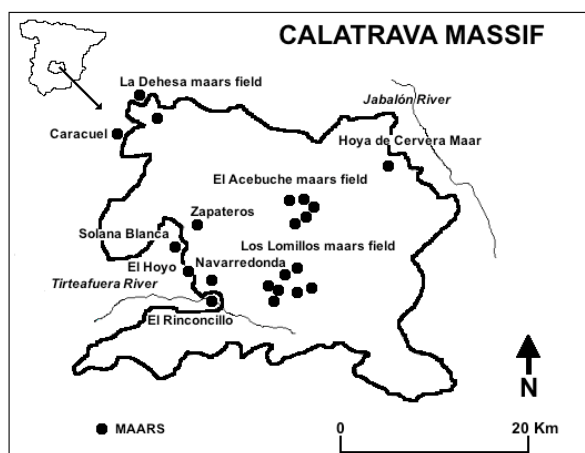 CALATRAVA MASSIF
La Dehesa maars field
Jabalón River
Caracuel
Hoya de Cervera Maar
El Acebuche maars field
Zapateros
Solana Blanca
Los Lomillos maars field
El Hoyo
Navarredonda
Tirteafuera River
El Rinconcillo
N
MAARS
0
20 Km